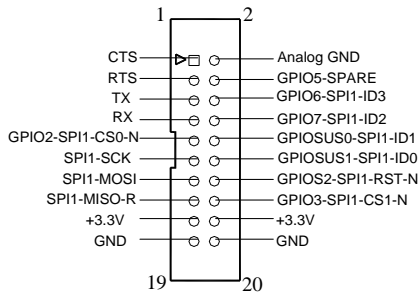 1 2
CTS Analog GND
RTS GPIO5-SPARE
TX GPIO6-SPI1-ID3
RX GPIO7-SPI1-ID2
GPIO2-SPI1-CS0-N GPIOSUS0-SPI1-ID1
SPI1-SCK GPIOSUS1-SPI1-ID0
SPI1-MOSI GPIOS2-SPI1-RST-N
SPI1-MISO-R GPIO3-SPI1-CS1-N
+3.3V +3.3V
GND GND
19 20